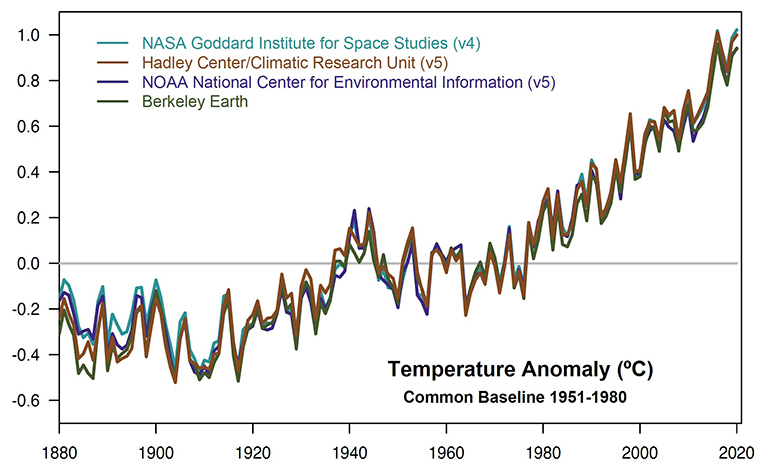 NASA Goddard Institute for Space Studies (v4)
Hadley Center/Climatic Research Unit (v5)
NOAA National Center for Environmental Information (v5)
Berkeley Earth
1.0
0.8
0.6
0.4
0.2
0.0
-0.2
-0.4
-0.6
Temperature Anomaly (ºC)
Common Baseline 1951-1980
1880 1900 1920 1940 1960 1980 2000 2020